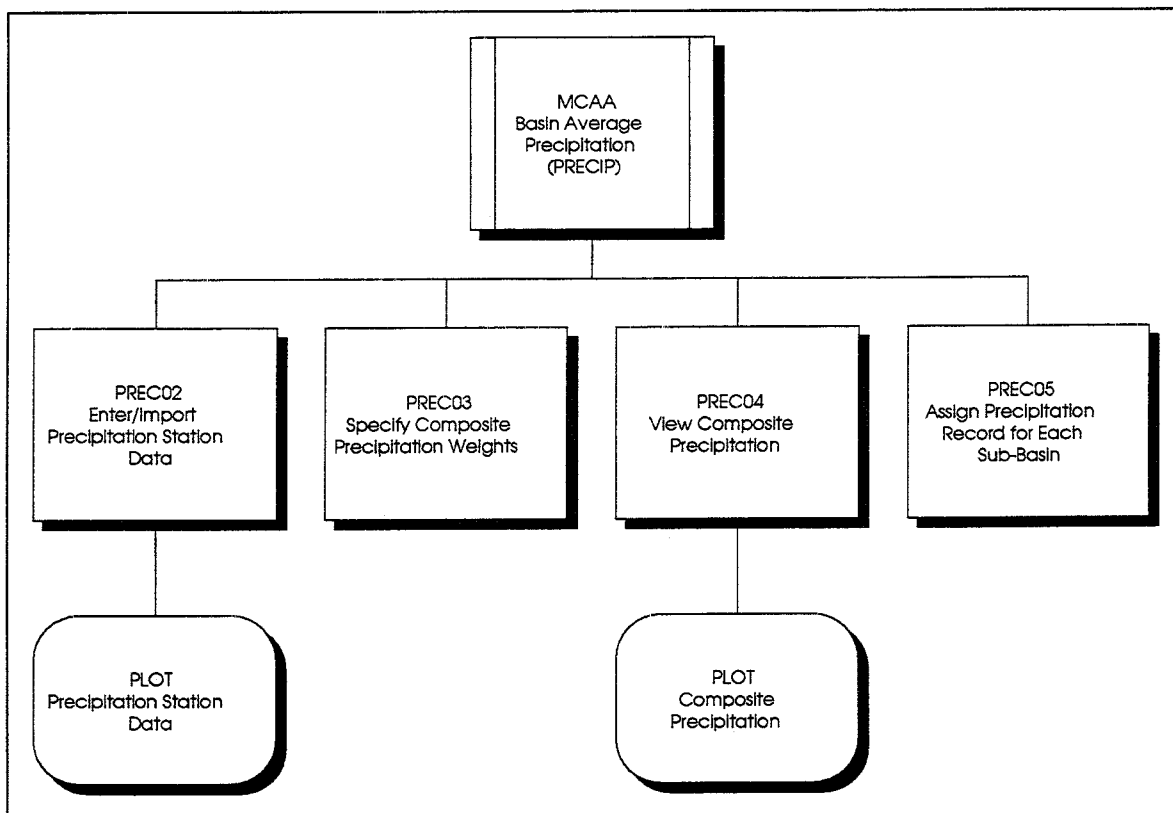 MCAA
Basin Average
Precipitation
(PRECIP)
PREC02
Enter/Import
Precipitation Station
Data
PREC03
Specify Composite
Precipitation Weights
PREC04
View Composite
Precipitation
PREC05
Assign Precipitation
Record for Each
Sub-Basin
PLOT
Precipitation Station
Data
PLOT
Composite
Precipitation